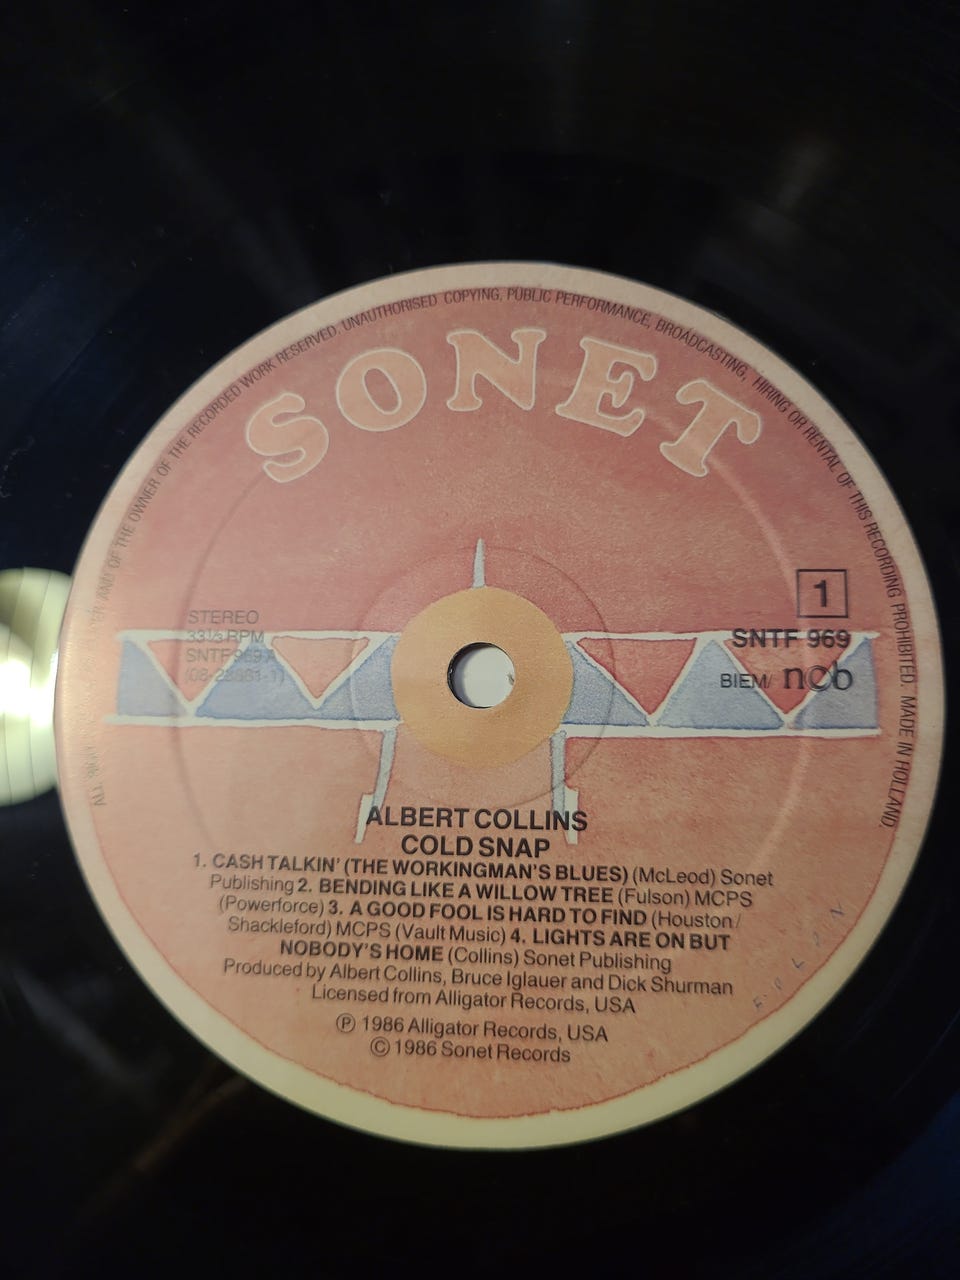 AND OF THE OWNER OF THE RECORDED WORK RESERVED. UNAUTHORISED COPYING, PUBLIC PERFORMANCE, BROADCASTING, HIRING OR RENTAL OF THIS RECORDING PROHIBITED. MADE IN HOLLAND.
SONET
STEREO
33⅓ RPM
SNTF 969 A
1
SNTF 969
BIEM/ ncb
ALBERT COLLINS
COLD SNAP
1. CASH TALKIN' (THE WORKINGMAN'S BLUES) (McLeod) Sonet
Publishing 2. BENDING LIKE A WILLOW TREE (Fulson) MCPS
(Powerforce) 3. A GOOD FOOL IS HARD TO FIND (Houston/
Shackleford) MCPS (Vault Music) 4. LIGHTS ARE ON BUT
NOBODY'S HOME (Collins) Sonet Publishing
Produced by Albert Collins, Bruce Iglauer and Dick Shurman
Licensed from Alligator Records, USA
Ⓟ 1986 Alligator Records, USA
© 1986 Sonet Records